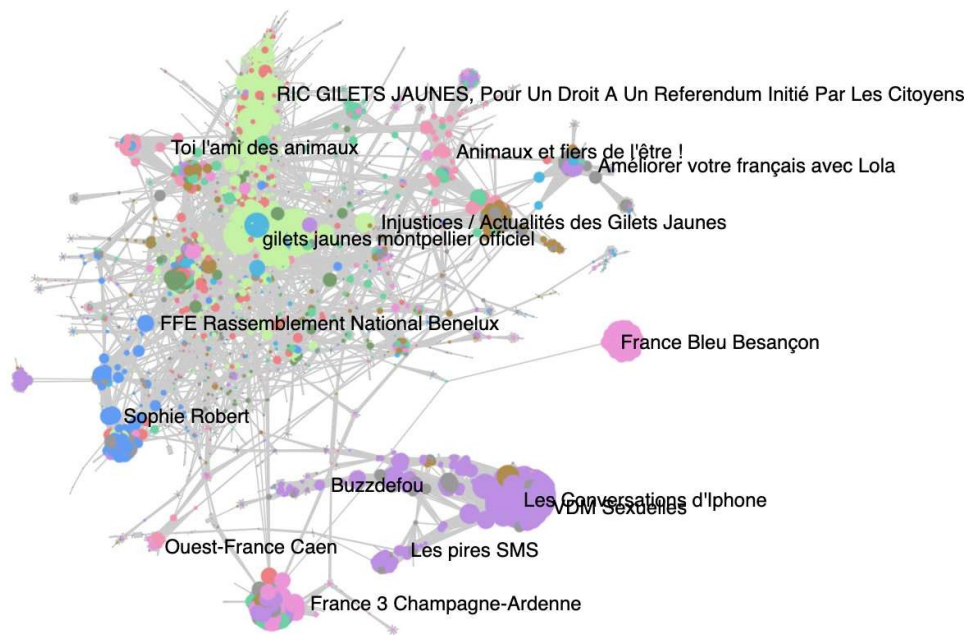 RIC GILETS JAUNES, Pour Un Droit A Un Referendum Initié Par Les Citoyens
Toi l'ami des animaux
Animaux et fiers de l'être !
Améliorer votre français avec Lola
Injustices / Actualités des Gilets Jaunes
gilets jaunes montpellier officiel
FFE Rassemblement National Benelux
France Bleu Besançon
Sophie Robert
Buzzdefou
Les Conversations d'Iphone
VDM Sexuelles
Ouest-France Caen
Les pires SMS
France 3 Champagne-Ardenne